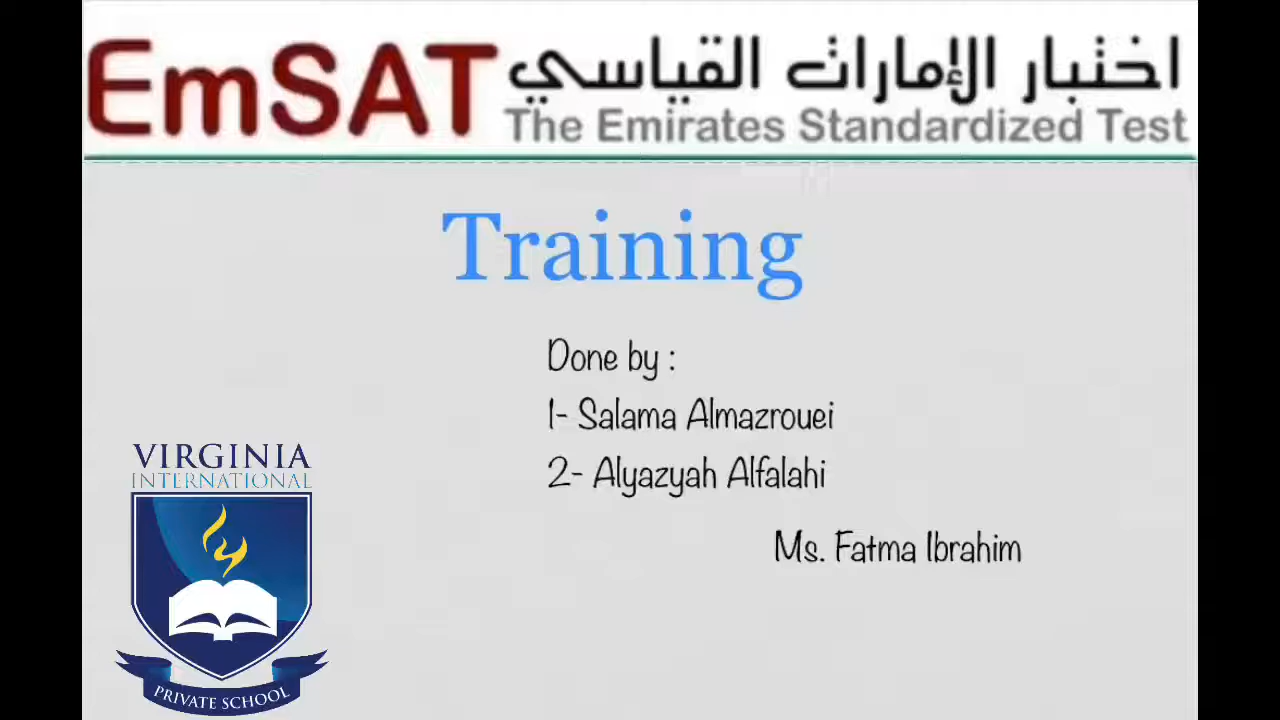 EmSAT
اختبار الإمارات القياسي
The Emirates Standardized Test
Training
Done by :
1- Salama Almazrouei
2- Alyazyah Alfalahi
Ms. Fatma Ibrahim
VIRGINIA
INTERNATIONAL
PRIVATE SCHOOL